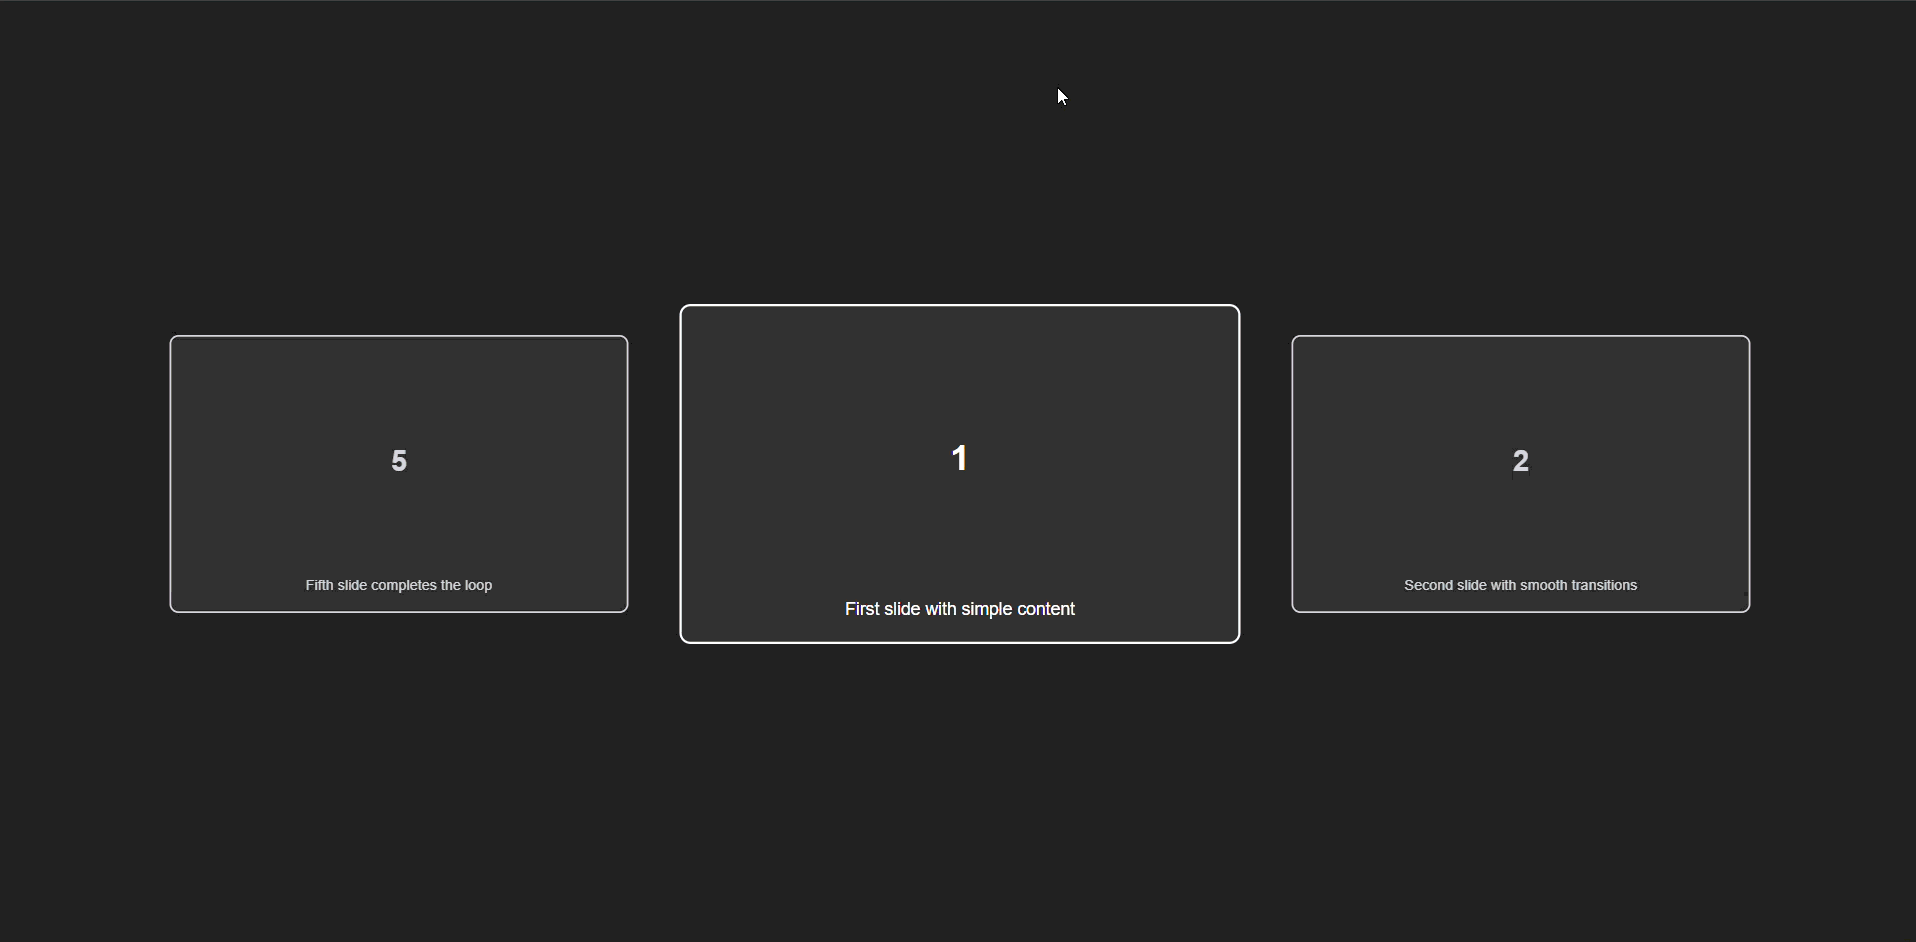 5
Fifth slide completes the loop
1
First slide with simple content
2
Second slide with smooth transitions